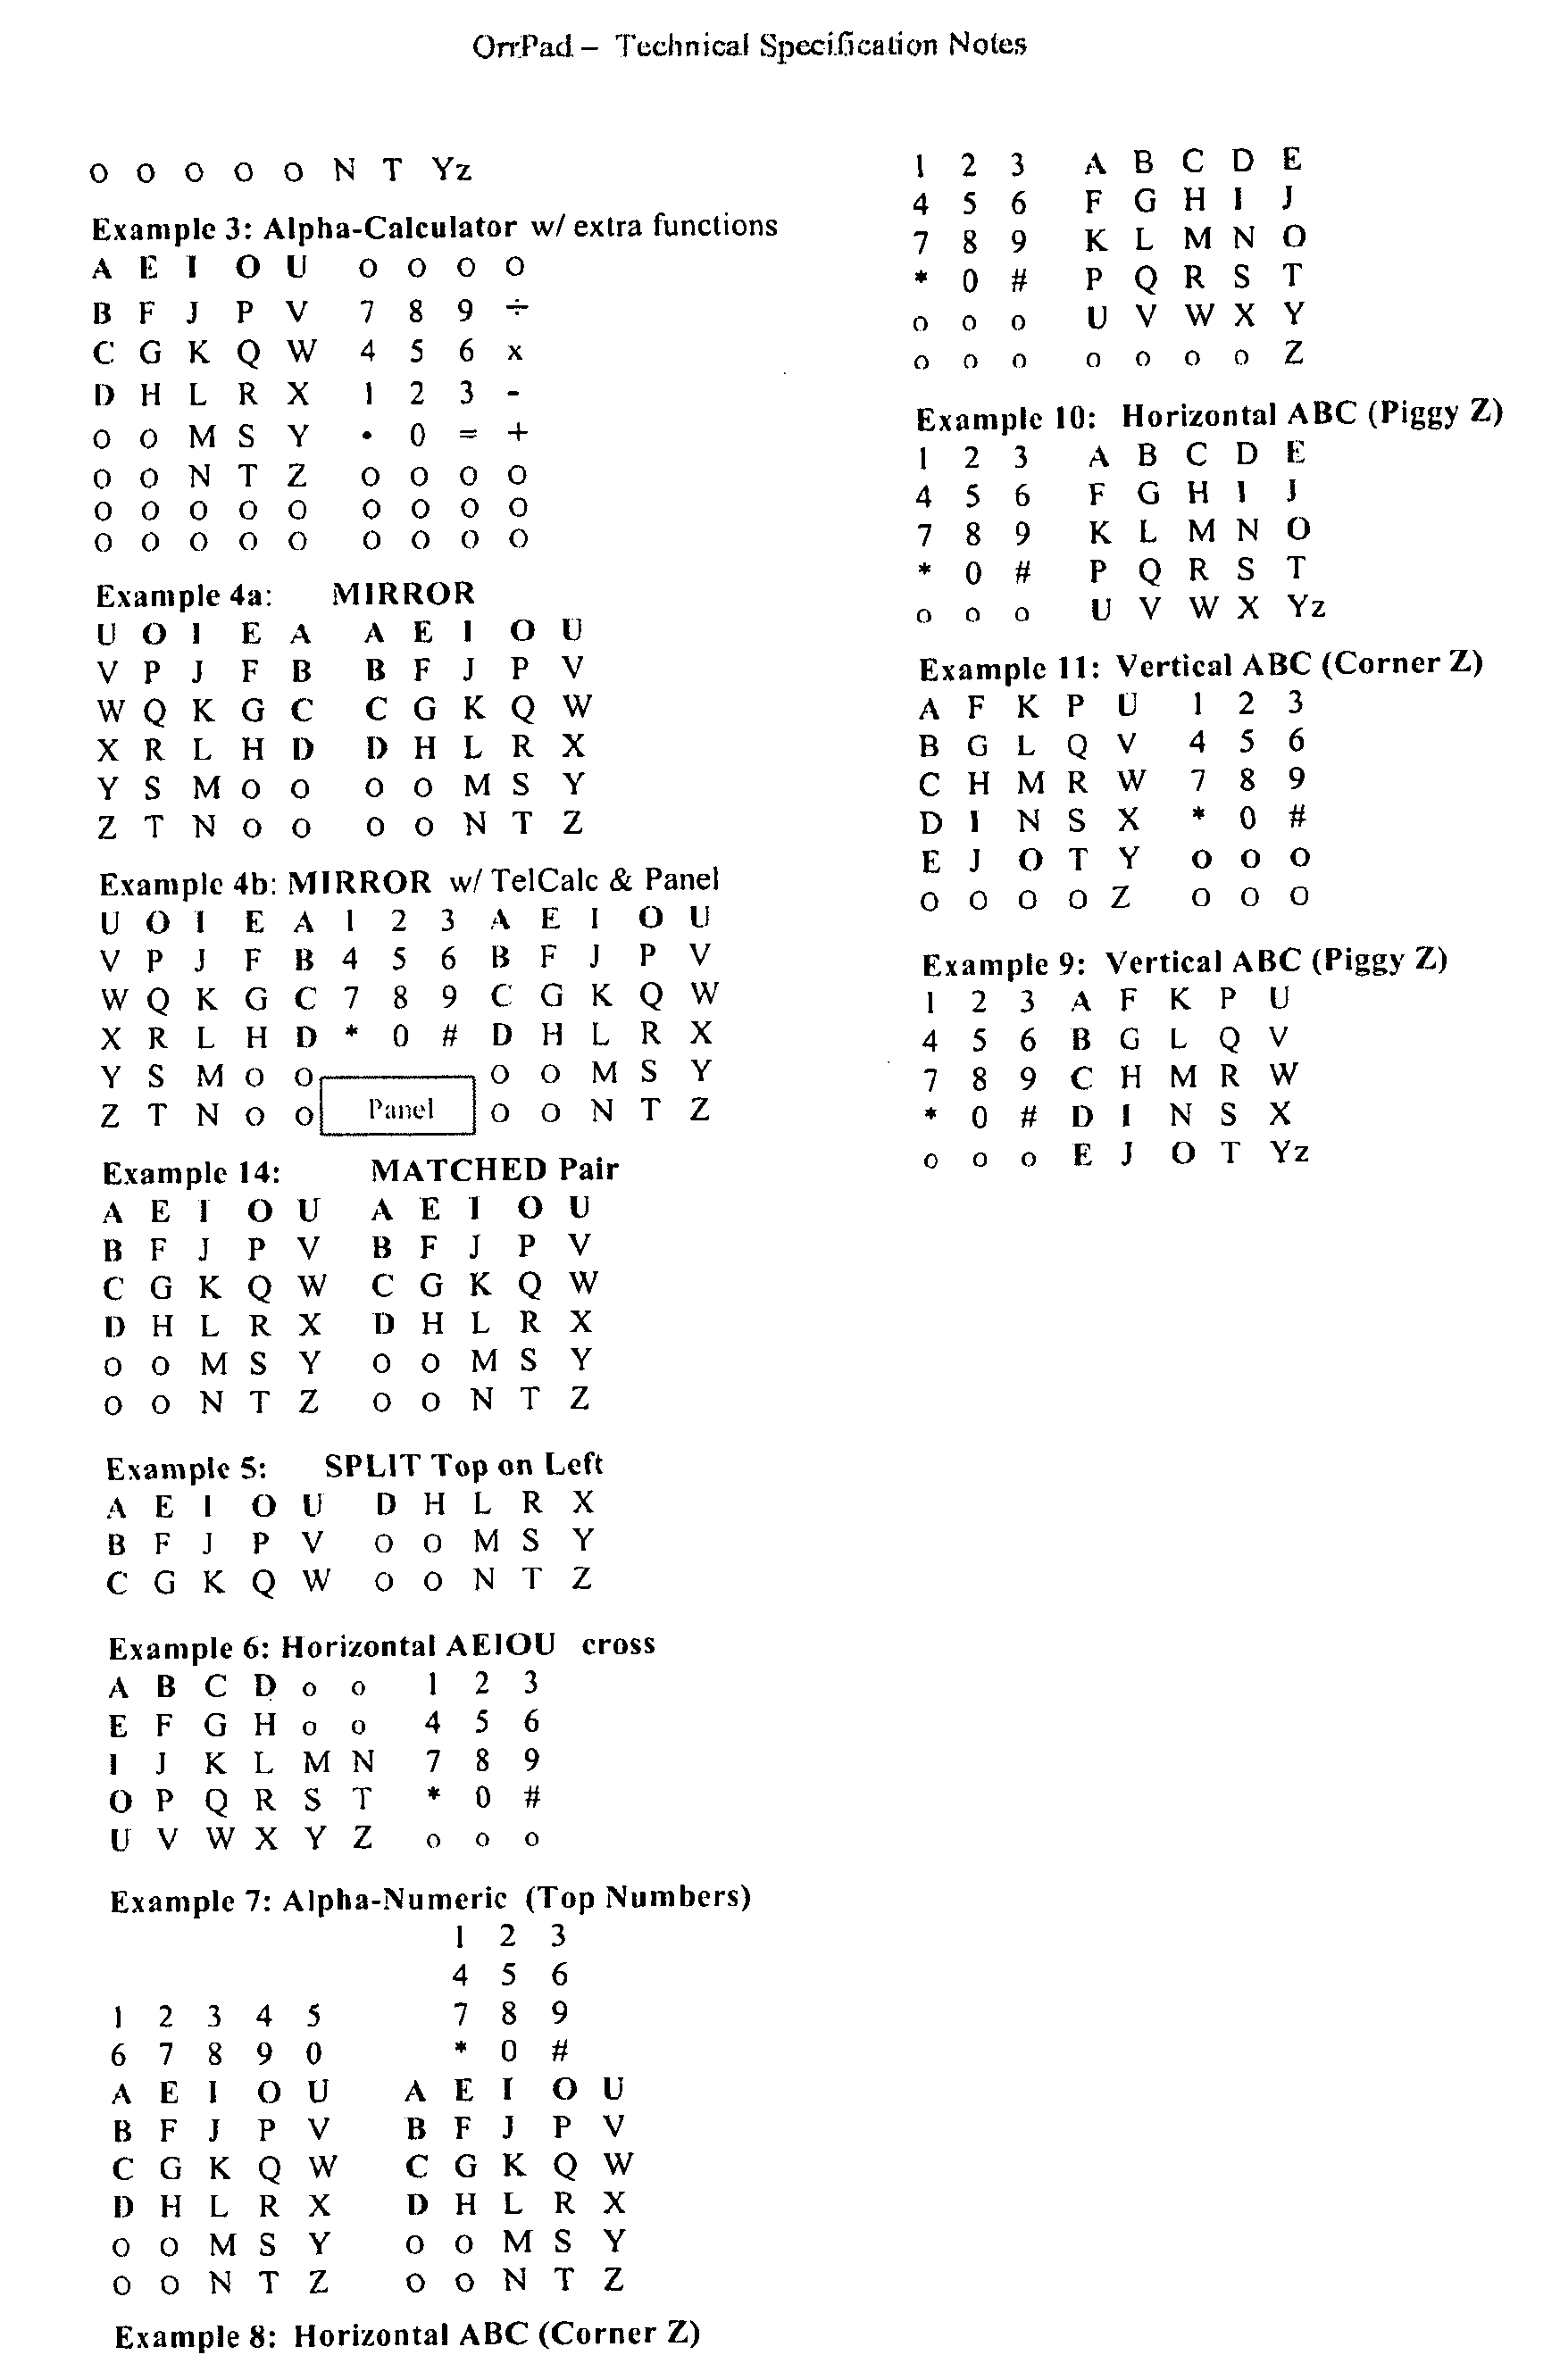 OrrPad – Technical Specification Notes
o o o o o N T Yz
Example 3: Alpha-Calculator w/ extra functions
A E I O U o o o o
B F J P V 7 8 9 ÷
C G K Q W 4 5 6 x
D H L R X 1 2 3 -
o o M S Y • 0 = +
o o N T Z o o o o
o o o o o o o o o
o o o o o o o o o
Example 4a: MIRROR
U O I E A A E I O U
V P J F B B F J P V
W Q K G C C G K Q W
X R L H D D H L R X
Y S M o o o o M S Y
Z T N o o o o N T Z
Example 4b: MIRROR w/ TelCalc & Panel
U O I E A 1 2 3 A E I O U
V P J F B 4 5 6 B F J P V
W Q K G C 7 8 9 C G K Q W
X R L H D * 0 # D H L R X
Y S M o o o o M S Y
Z T N o o Panel o o N T Z
Example 14: MATCHED Pair
A E I O U A E I O U
B F J P V B F J P V
C G K Q W C G K Q W
D H L R X D H L R X
o o M S Y o o M S Y
o o N T Z o o N T Z
Example 5: SPLIT Top on Left
A E I O U D H L R X
B F J P V o o M S Y
C G K Q W o o N T Z
Example 6: Horizontal AEIOU cross
A B C D o o 1 2 3
E F G H o o 4 5 6
I J K L M N 7 8 9
O P Q R S T * 0 #
U V W X Y Z o o o
Example 7: Alpha-Numeric (Top Numbers)
1 2 3
4 5 6
1 2 3 4 5 7 8 9
6 7 8 9 0 * 0 #
A E I O U A E I O U
B F J P V B F J P V
C G K Q W C G K Q W
D H L R X D H L R X
o o M S Y o o M S Y
o o N T Z o o N T Z
Example 8: Horizontal ABC (Corner Z)
1 2 3 A B C D E
4 5 6 F G H I J
7 8 9 K L M N O
* 0 # P Q R S T
o o o U V W X Y
o o o o o o o Z
Example 10: Horizontal ABC (Piggy Z)
1 2 3 A B C D E
4 5 6 F G H I J
7 8 9 K L M N O
* 0 # P Q R S T
o o o U V W X Yz
Example 11: Vertical ABC (Corner Z)
A F K P U 1 2 3
B G L Q V 4 5 6
C H M R W 7 8 9
D I N S X * 0 #
E J O T Y o o o
o o o o Z o o o
Example 9: Vertical ABC (Piggy Z)
1 2 3 A F K P U
4 5 6 B G L Q V
7 8 9 C H M R W
* 0 # D I N S X
o o o E J O T Yz